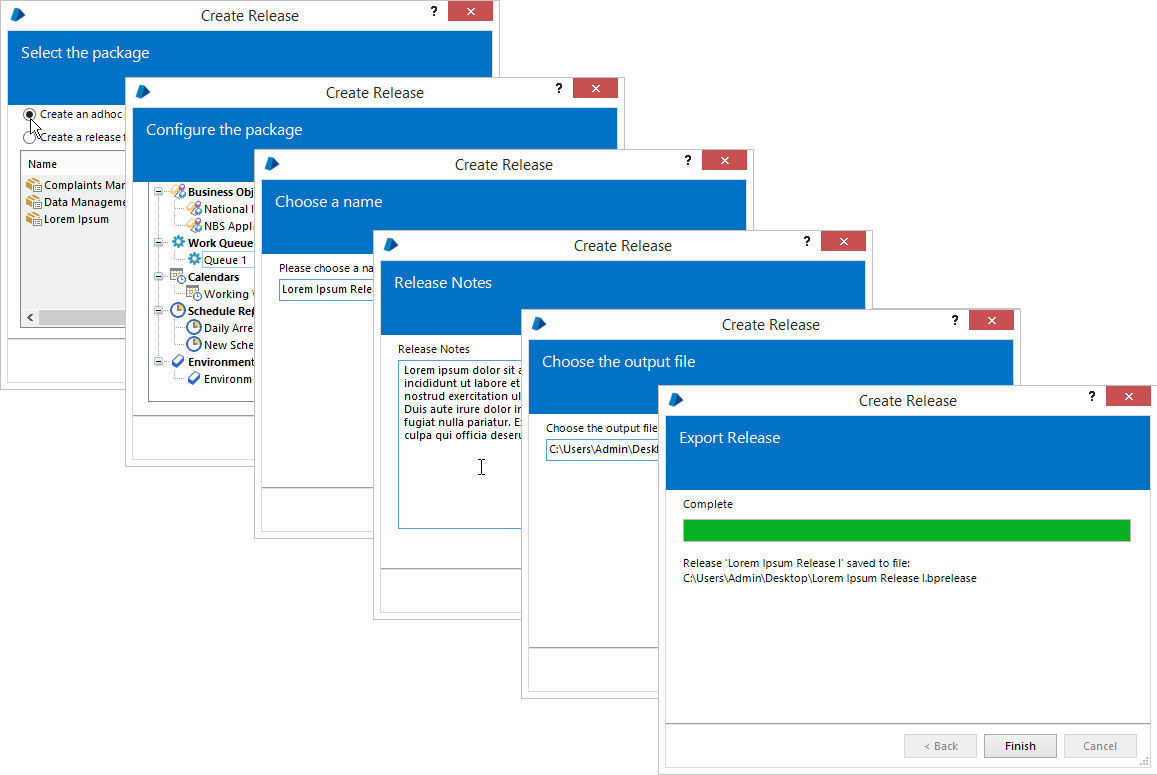 Create Release
?
Select the package
Create an adhoc
Create a release
Name
Complaints Mar
Data Manageme
Lorem Ipsum
Create Release
?
Configure the package
Business Obj
National
NBS Appl
Work Queue
Queue 1
Calendars
Working
Schedule Rep
Daily Arre
New Sche
Environment
Environm
Create Release
?
Choose a name
Please choose a na
Lorem Ipsum Rele
Create Release
?
Release Notes
Release Notes
Lorem ipsum dolor sit a
incididunt ut labore et
nostrud exercitation ul
Duis aute irure dolor in
fugiat nulla pariatur. E
culpa qui officia deseru
Create Release
?
Choose the output file
Choose the output file
C:\Users\Admin\Deskt
Create Release
?
Export Release
Complete
Release 'Lorem Ipsum Release I' saved to file:
C:\Users\Admin\Desktop\Lorem Ipsum Release I.bprelease
< Back
Finish
Cancel